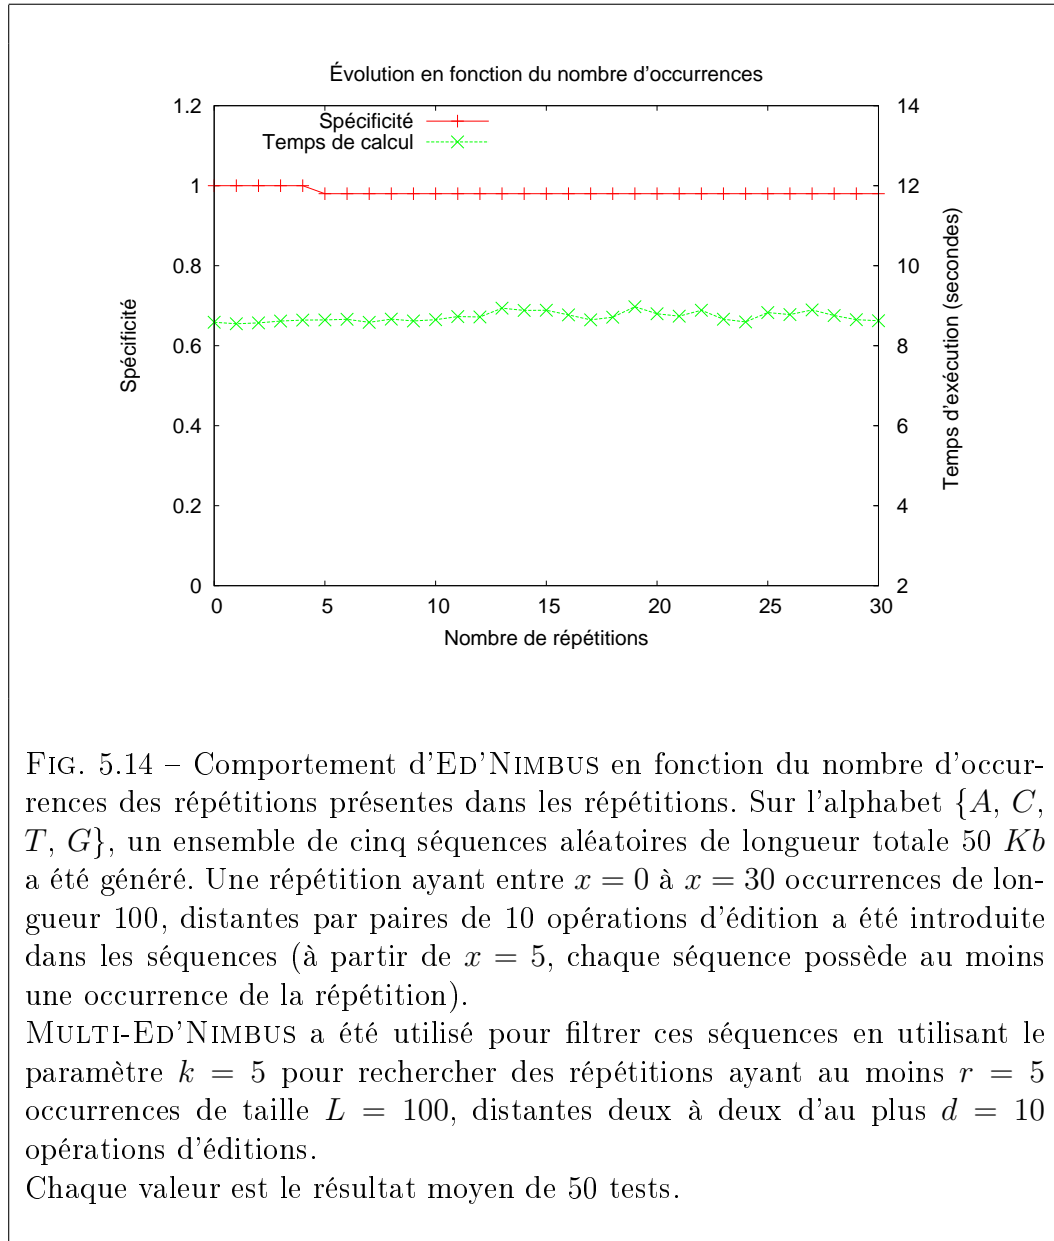 Évolution en fonction du nombre d'occurrences
1.2
1
0.8
0.6
0.4
0.2
0
14
12
10
8
6
4
2
Spécificité
Temps de calcul
Spécificité
Temps d'exécution (secondes)
0 5 10 15 20 25 30
Nombre de répétitions
FIG. 5.14 – Comportement d'ED'NIMBUS en fonction du nombre d'occur-
rences des répétitions présentes dans les répétitions. Sur l'alphabet {A, C,
T, G}, un ensemble de cinq séquences aléatoires de longueur totale 50 Kb
a été généré. Une répétition ayant entre x = 0 à x = 30 occurrences de lon-
gueur 100, distantes par paires de 10 opérations d'édition a été introduite
dans les séquences (à partir de x = 5, chaque séquence possède au moins
une occurrence de la répétition).
MULTI-ED'NIMBUS a été utilisé pour filtrer ces séquences en utilisant le
paramètre k = 5 pour rechercher des répétitions ayant au moins r = 5
occurrences de taille L = 100, distantes deux à deux d'au plus d = 10
opérations d'éditions.
Chaque valeur est le résultat moyen de 50 tests.